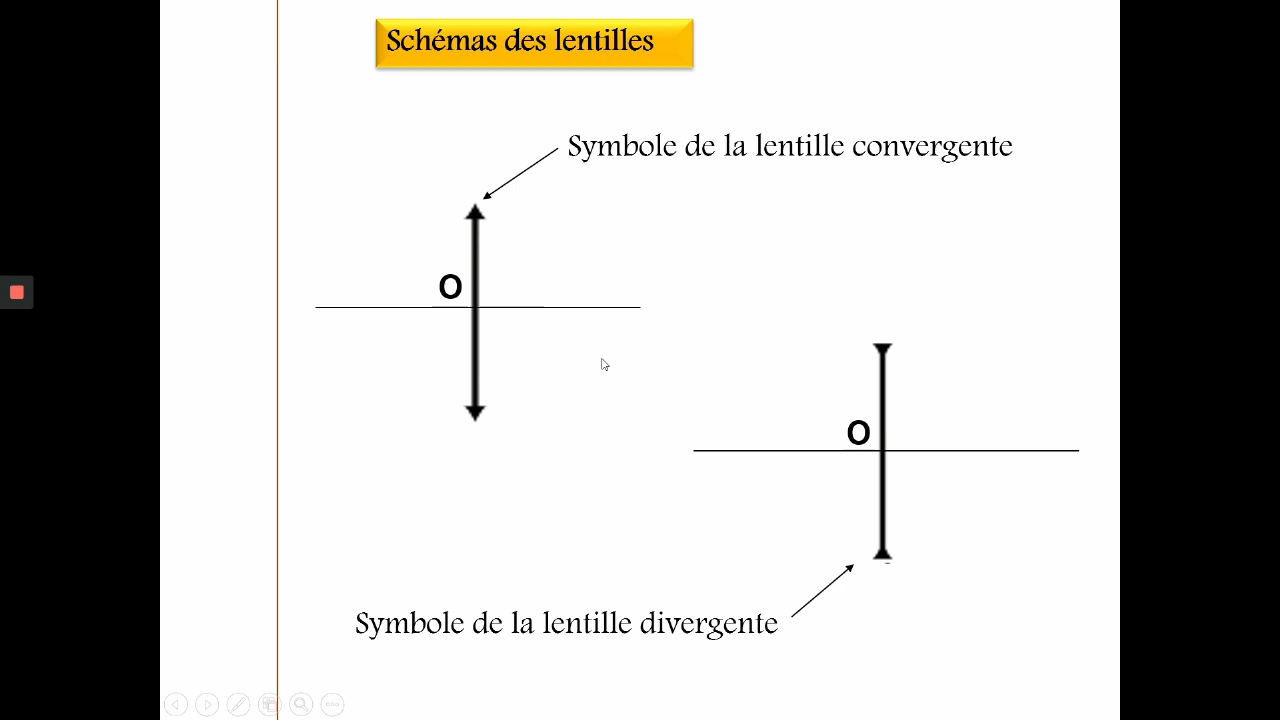 Schémas des lentilles
Symbole de la lentille convergente
O
O
Symbole de la lentille divergente